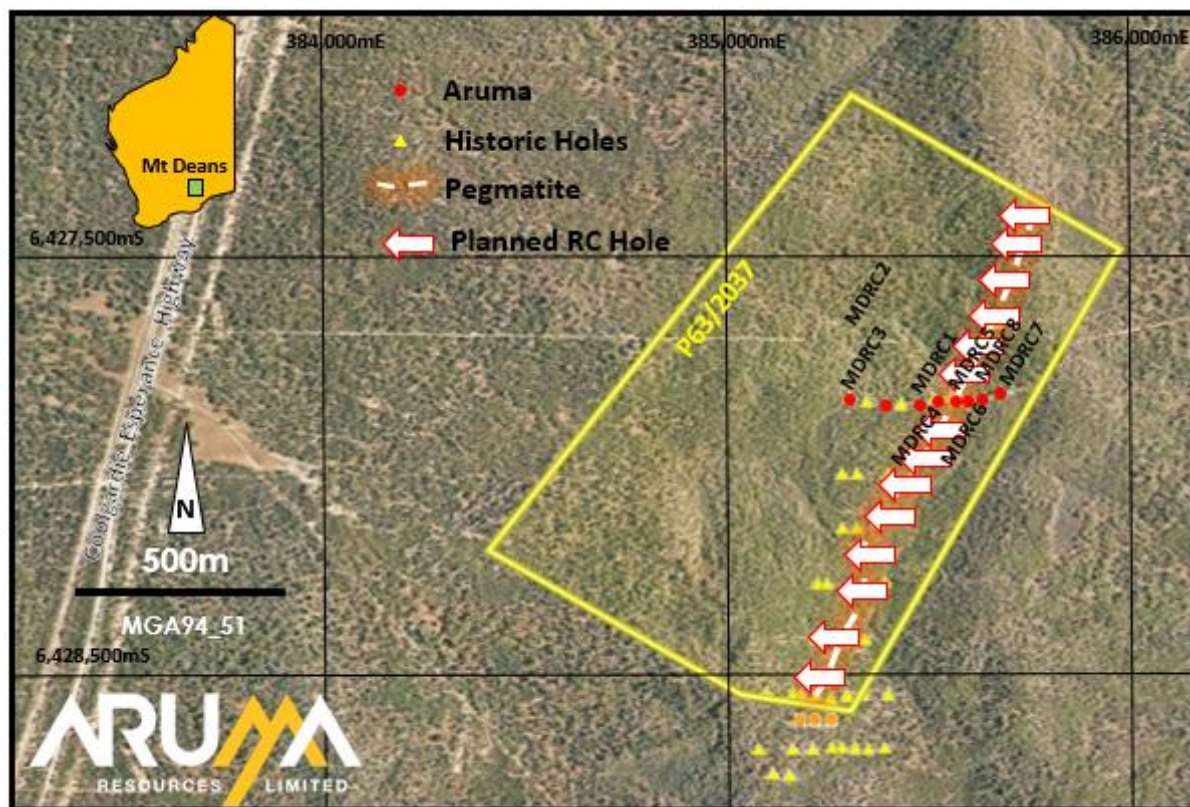 384,000mE
385,000mE
386,000mE
Aruma
Historic Holes
Pegmatite
Planned RC Hole
Mt Deans
6,427,500mS
Coolgardie Esperance Highway
P63/2037
MDRC2
MDRC3
MDRC1
MDRC5
MDRC8
MDRC7
MDRC4
MDRC6
N
500m
MGA94_51
6,428,500mS
ARUMA
RESOURCES LIMITED